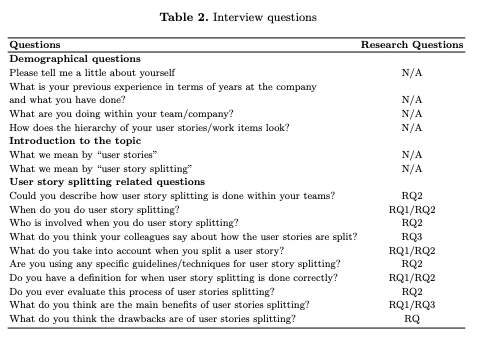 Table 2. Interview questions
Questions Research Questions
Demographical questions
Please tell me a little about yourself N/A
What is your previous experience in terms of years at the company
and what you have done? N/A
What are you doing within your team/company? N/A
How does the hierarchy of your user stories/work items look? N/A
Introduction to the topic
What we mean by “user stories” N/A
What we mean by “user story splitting” N/A
User story splitting related questions
Could you describe how user story splitting is done within your teams? RQ2
When do you do user story splitting? RQ1/RQ2
Who is involved when you do user story splitting? RQ2
What do you think your colleagues say about how the user stories are split? RQ3
What do you take into account when you split a user story? RQ1/RQ2
Are you using any specific guidelines/techniques for user story splitting? RQ2
Do you have a definition for when user story splitting is done correctly? RQ1/RQ2
Do you ever evaluate this process of user stories splitting? RQ2
What do you think are the main benefits of user stories splitting? RQ1/RQ3
What do you think the drawbacks are of user stories splitting? RQ